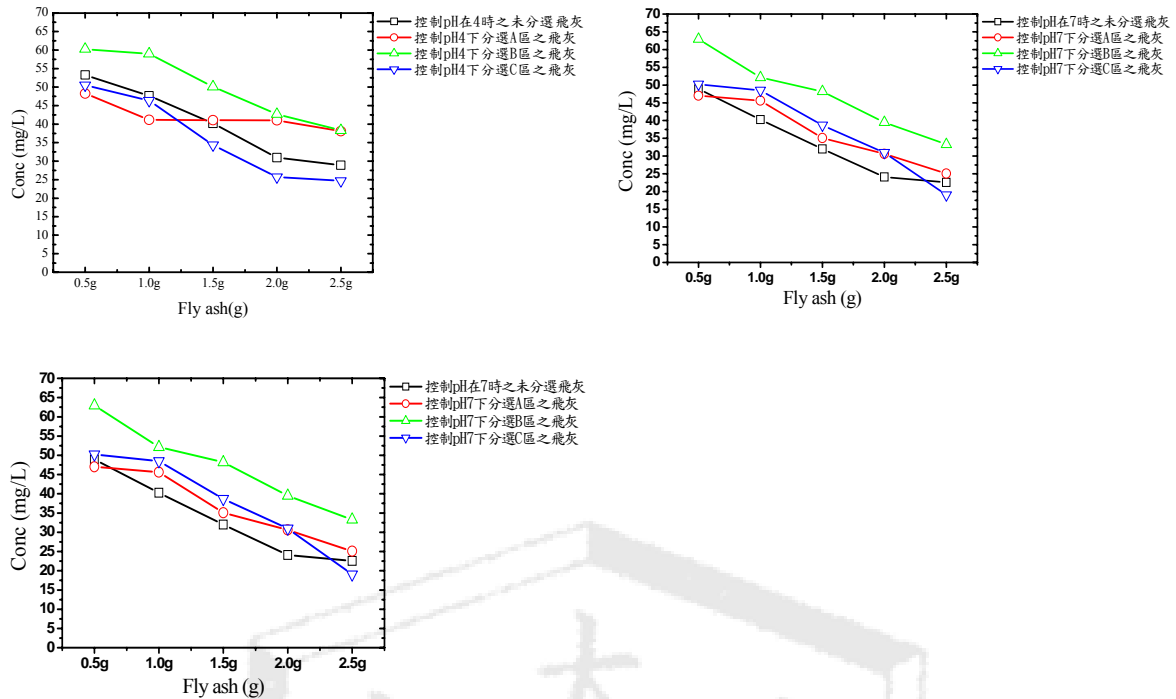 70
65
60
55
50
45
40
35
30
25
20
15
10
5
0
Conc (mg/L)
0.5g 1.0g 1.5g 2.0g 2.5g
Fly ash(g)
控制pH在4時之未分選飛灰
控制pH4下分選A區之飛灰
控制pH4下分選B區之飛灰
控制pH4下分選C區之飛灰
70
65
60
55
50
45
40
35
30
25
20
15
10
5
0
Conc (mg/L)
0.5g 1.0g 1.5g 2.0g 2.5g
Fly ash (g)
控制pH在7時之未分選飛灰
控制pH7下分選A區之飛灰
控制pH7下分選B區之飛灰
控制pH7下分選C區之飛灰
70
65
60
55
50
45
40
35
30
25
20
15
10
5
0
Conc (mg/L)
0.5g 1.0g 1.5g 2.0g 2.5g
Fly ash (g)
控制pH在7時之未分選飛灰
控制pH7下分選A區之飛灰
控制pH7下分選B區之飛灰
控制pH7下分選C區之飛灰